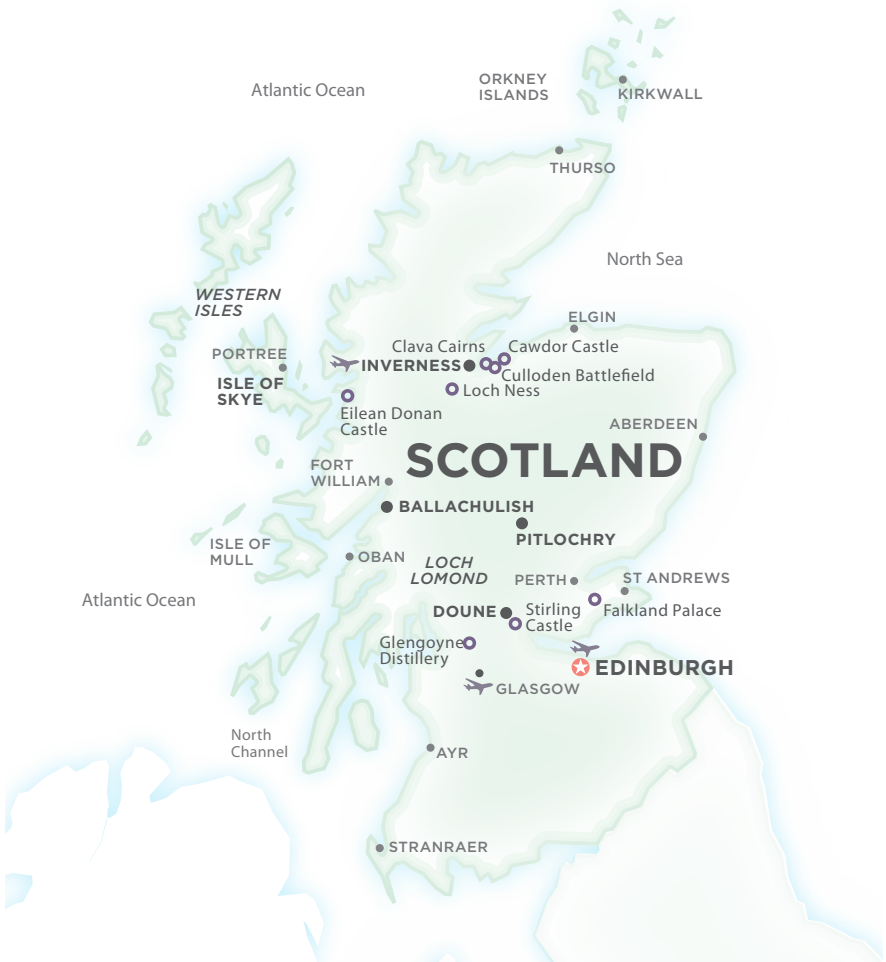 Atlantic Ocean
ORKNEY
ISLANDS
KIRKWALL
THURSO
North Sea
WESTERN
ISLES
ELGIN
PORTREE
Clava Cairns
Cawdor Castle
INVERNESS
Culloden Battlefield
ISLE OF
SKYE
Loch Ness
Eilean Donan
Castle
ABERDEEN
SCOTLAND
FORT
WILLIAM
BALLACHULISH
PITLOCHRY
ISLE OF
MULL
OBAN
LOCH
LOMOND
PERTH
ST ANDREWS
Atlantic Ocean
DOUNE
Stirling
Castle
Falkland Palace
Glengoyne
Distillery
EDINBURGH
GLASGOW
North
Channel
AYR
STRANRAER